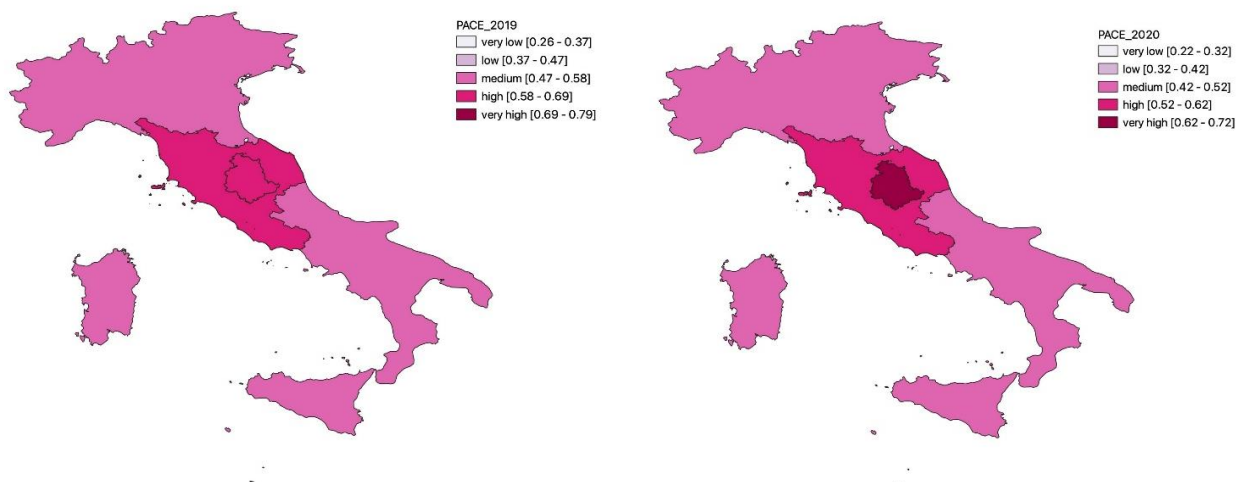 PACE_2019
very low [0.26 - 0.37]
low [0.37 - 0.47]
medium [0.47 - 0.58]
high [0.58 - 0.69]
very high [0.69 - 0.79]
PACE_2020
very low [0.22 - 0.32]
low [0.32 - 0.42]
medium [0.42 - 0.52]
high [0.52 - 0.62]
very high [0.62 - 0.72]